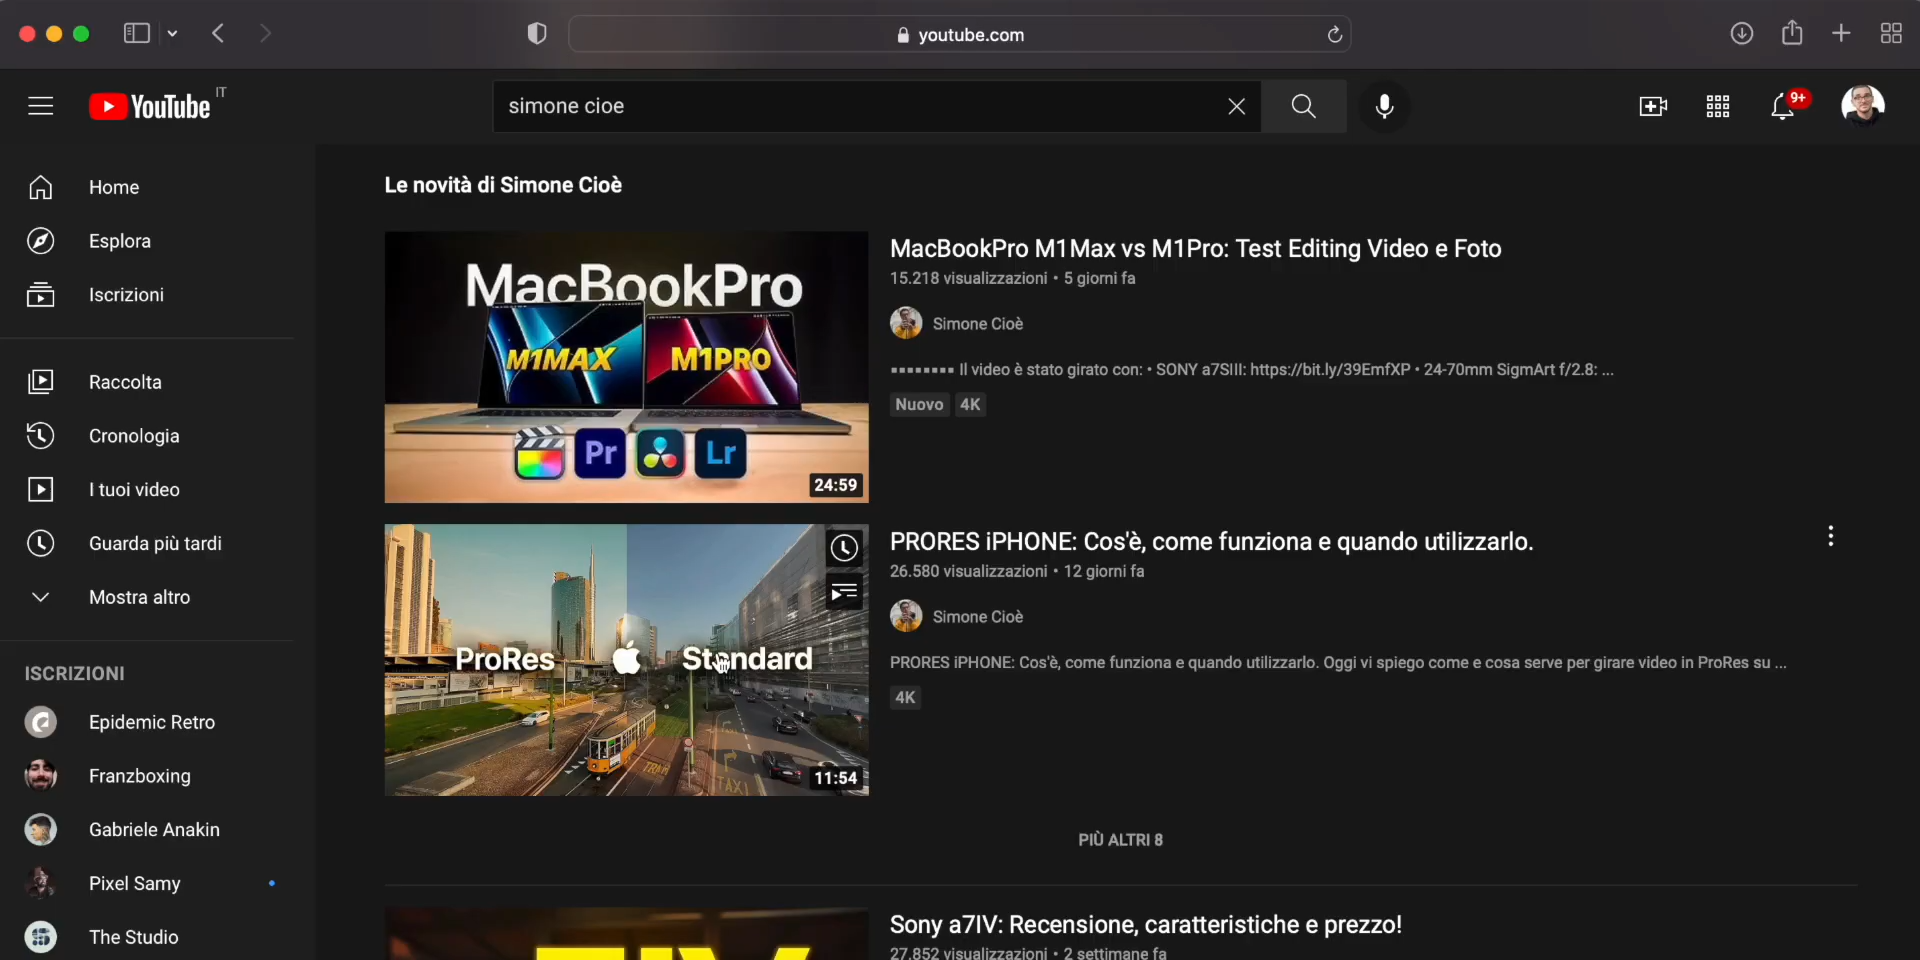 youtube.com
YouTube IT
simone cioe
9+
Home
Esplora
Iscrizioni
Raccolta
Cronologia
I tuoi video
Guarda più tardi
Mostra altro
ISCRIZIONI
Epidemic Retro
Franzboxing
Gabriele Anakin
Pixel Samy
The Studio
Le novità di Simone Cioè
MacBookPro
M1MAX
M1PRO
Pr
Lr
24:59
MacBookPro M1Max vs M1Pro: Test Editing Video e Foto
15.218 visualizzazioni • 5 giorni fa
Simone Cioè
Il video è stato girato con: • SONY a7SIII: https://bit.ly/39EmfXP • 24-70mm SigmArt f/2.8: ...
Nuovo 4K
ProRes
Standard
TRAM
TAXI
11:54
PRORES iPHONE: Cos'è, come funziona e quando utilizzarlo.
26.580 visualizzazioni • 12 giorni fa
Simone Cioè
PRORES iPHONE: Cos'è, come funziona e quando utilizzarlo. Oggi vi spiego come e cosa serve per girare video in ProRes su ...
4K
PIÙ ALTRI 8
Sony a7IV: Recensione, caratteristiche e prezzo!
27.852 visualizzazioni • 2 settimane fa